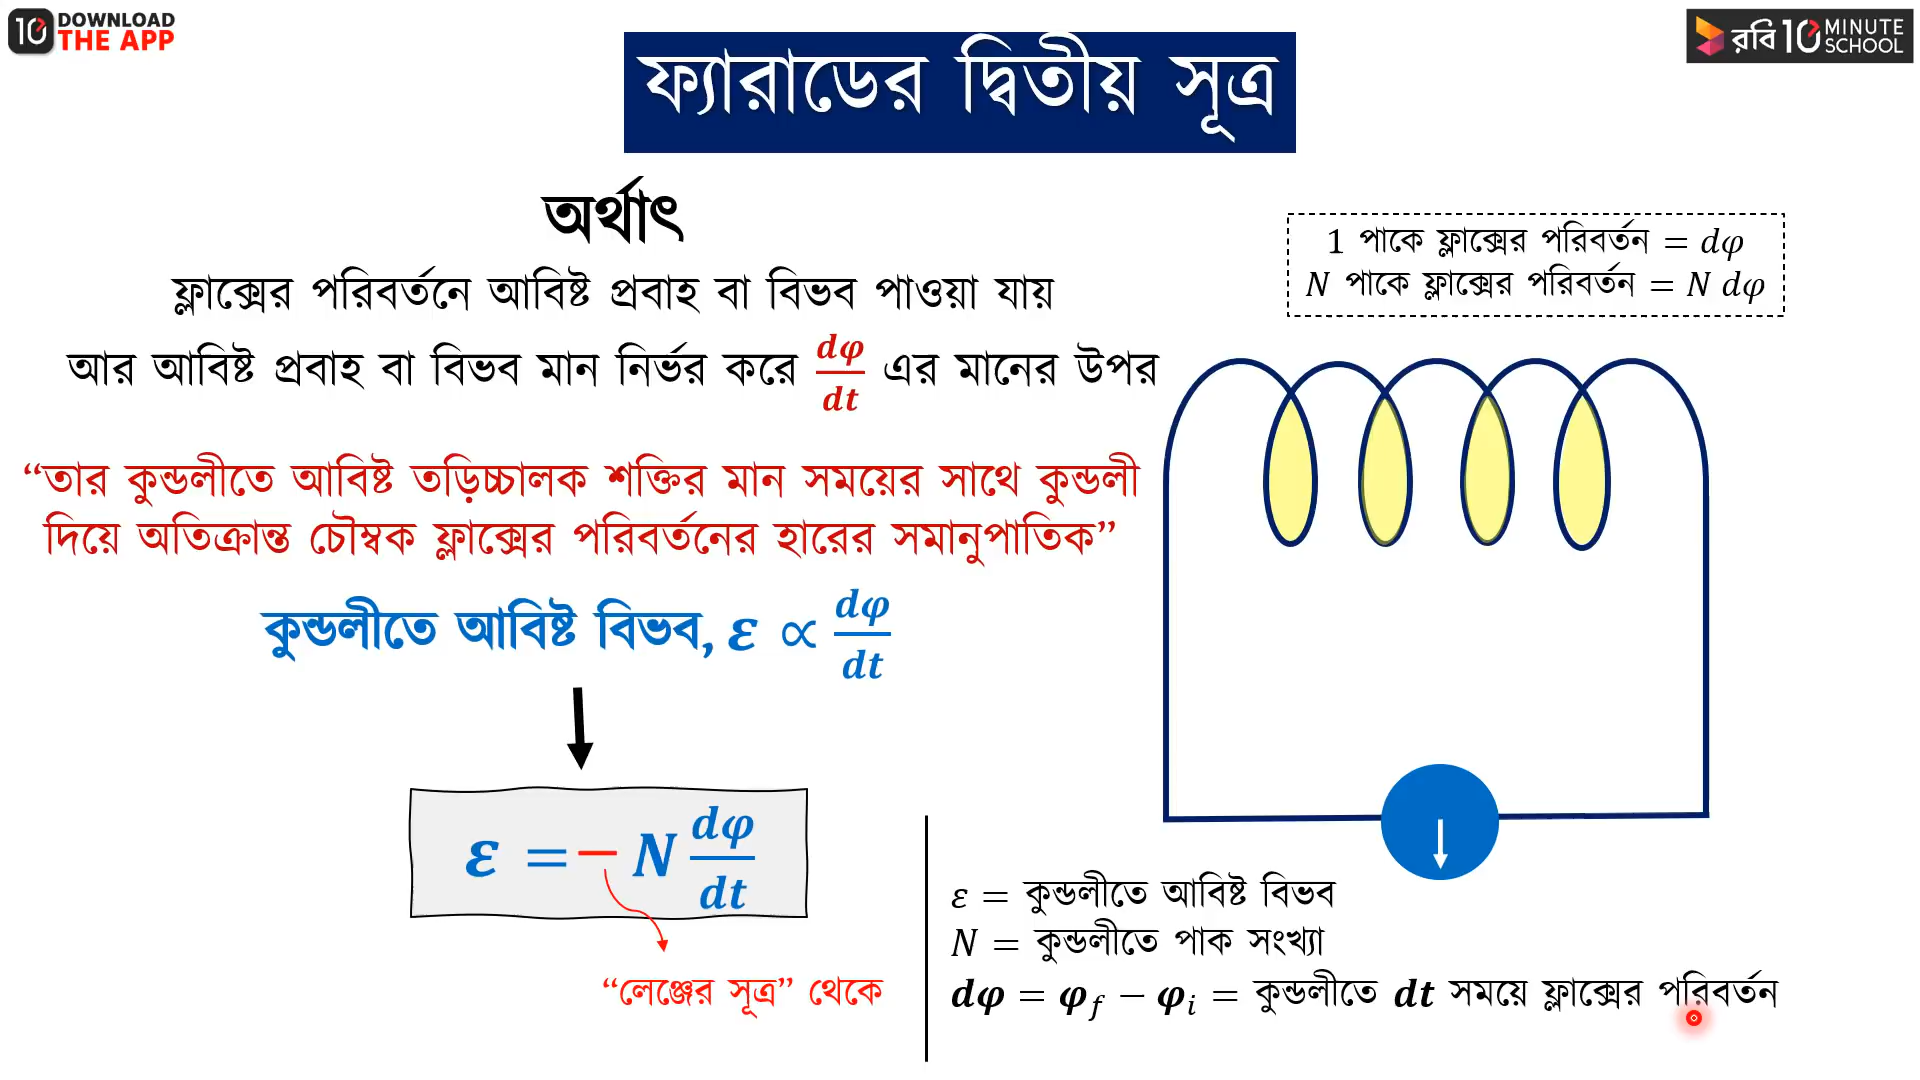 DOWNLOAD
THE APP
রবি 10 MINUTE SCHOOL
ফ্যারাডের দ্বিতীয় সূত্র
অর্থাৎ
ফ্লাক্সের পরিবর্তনে আবিষ্ট প্রবাহ বা বিভব পাওয়া যায়
আর আবিষ্ট প্রবাহ বা বিভব মান নির্ভর করে dφ/dt এর মানের উপর
“তার কুন্ডলীতে আবিষ্ট তড়িচ্চালক শক্তির মান সময়ের সাথে কুন্ডলী
দিয়ে অতিক্রান্ত চৌম্বক ফ্লাক্সের পরিবর্তনের হারের সমানুপাতিক”
কুন্ডলীতে আবিষ্ট বিভব, ε ∝ dφ/dt
ε = − N dφ/dt
“লেঞ্জের সূত্র” থেকে
1 পাকে ফ্লাক্সের পরিবর্তন = dφ
N পাকে ফ্লাক্সের পরিবর্তন = N dφ
ε = কুন্ডলীতে আবিষ্ট বিভব
N = কুন্ডলীতে পাক সংখ্যা
dφ = φf − φi = কুন্ডলীতে dt সময়ে ফ্লাক্সের পরিবর্তন